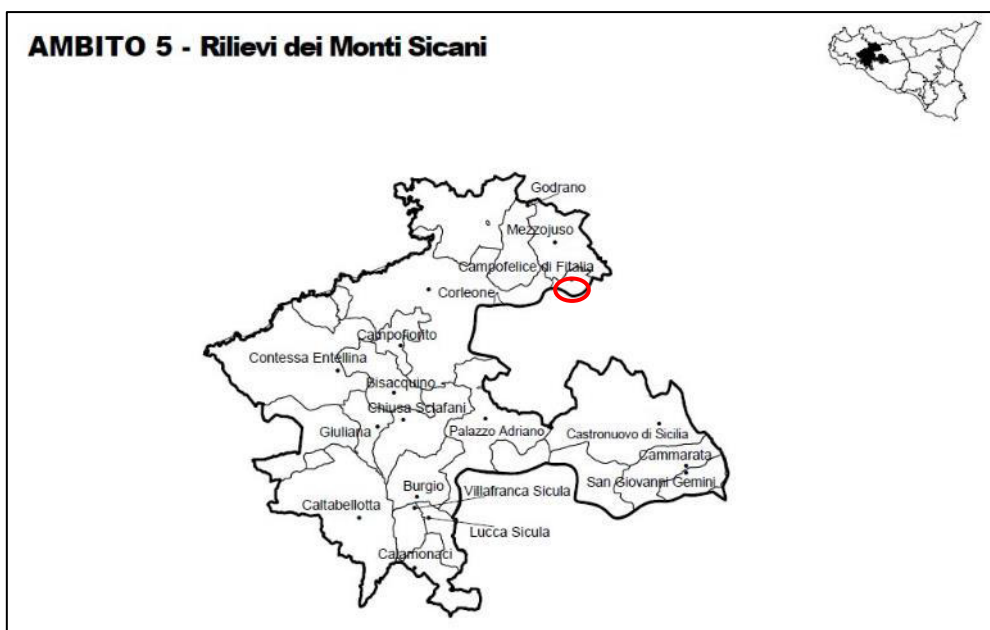 AMBITO 5 - Rilievi dei Monti Sicani
Godrano
Mezzojuso
Campofelice di Fitalia
Corleone
Campofiorito
Contessa Entellina
Bisacquino
Chiusa Sclafani
Giuliana
Palazzo Adriano
Castronuovo di Sicilia
Cammarata
San Giovanni Gemini
Burgio
Villafranca Sicula
Caltabellotta
Lucca Sicula
Calamonaci